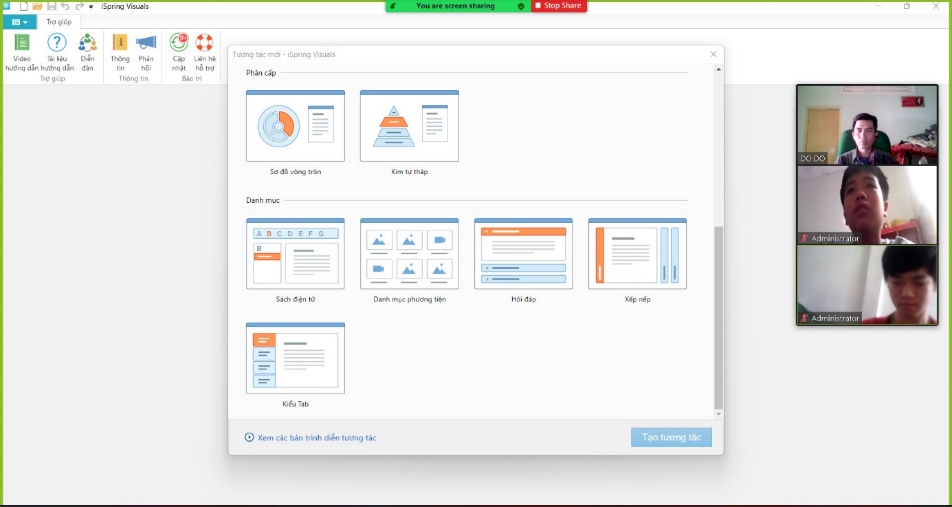 iSpring Visuals
You are screen sharing
Stop Share
Trợ giúp
Video hướng dẫn
Tài liệu hướng dẫn
Diễn đàn
Thông tin
Phản hồi
Cập nhật
Liên hệ hỗ trợ
Trợ giúp
Thông tin
Bảo trì
Tương tác mới - iSpring Visuals
Phân cấp
Sơ đồ vòng tròn
Kim tự tháp
Danh mục
A B C D E F G
B
Sách điện tử
Danh mục phương tiện
Hỏi đáp
Xếp nếp
Kiểu Tab
Xem các bản trình diễn tương tác
Tạo tương tác
DO DO
Administrator
Administrator